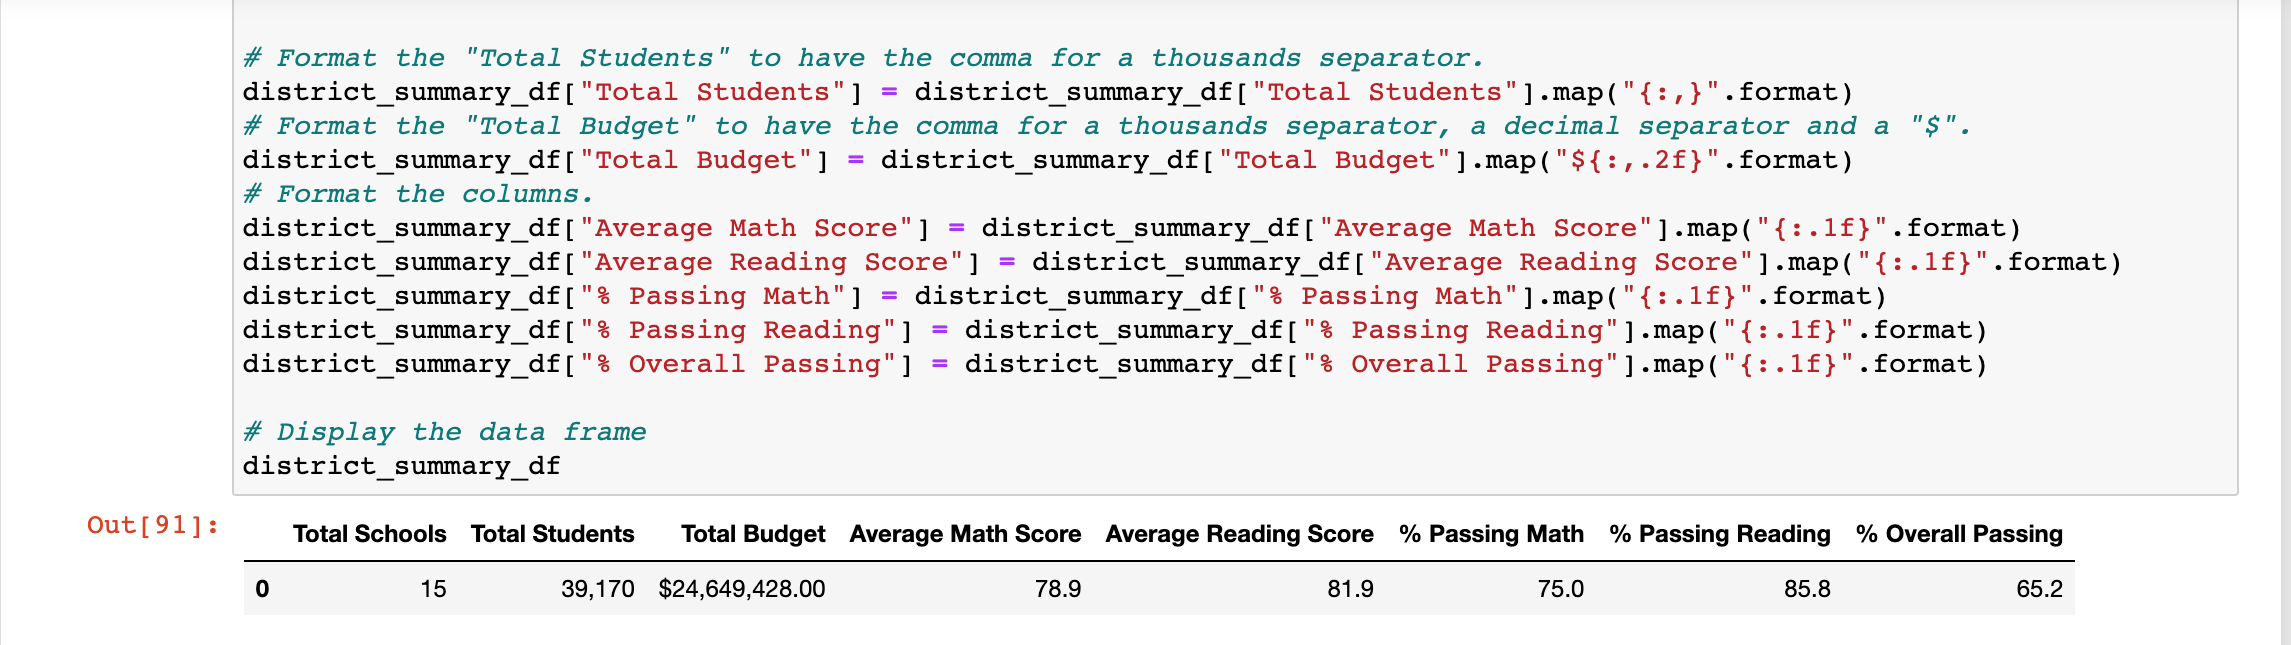 # Format the "Total Students" to have the comma for a thousands separator.
district_summary_df["Total Students"] = district_summary_df["Total Students"].map("{:,}".format)
# Format the "Total Budget" to have the comma for a thousands separator, a decimal separator and a "$".
district_summary_df["Total Budget"] = district_summary_df["Total Budget"].map("${:,.2f}".format)
# Format the columns.
district_summary_df["Average Math Score"] = district_summary_df["Average Math Score"].map("{:.1f}".format)
district_summary_df["Average Reading Score"] = district_summary_df["Average Reading Score"].map("{:.1f}".format)
district_summary_df["% Passing Math"] = district_summary_df["% Passing Math"].map("{:.1f}".format)
district_summary_df["% Passing Reading"] = district_summary_df["% Passing Reading"].map("{:.1f}".format)
district_summary_df["% Overall Passing"] = district_summary_df["% Overall Passing"].map("{:.1f}".format)
# Display the data frame
district_summary_df
Out[91]:
Total Schools Total Students Total Budget Average Math Score Average Reading Score % Passing Math % Passing Reading % Overall Passing
0 15 39,170 $24,649,428.00 78.9 81.9 75.0 85.8 65.2